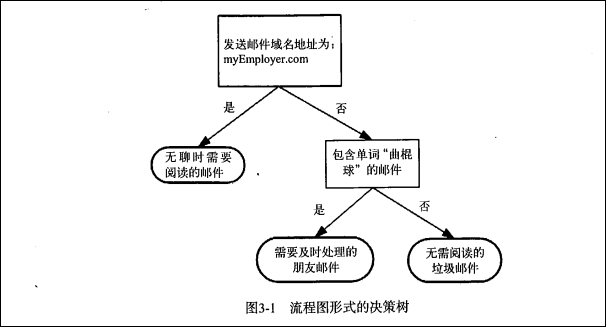 发送邮件域名地址为：
myEmployer.com
是
否
无聊时需要
阅读的邮件
包含单词“曲棍
球”的邮件
是
否
需要及时处理的
朋友邮件
无需阅读的
垃圾邮件
图3-1 流程图形式的决策树